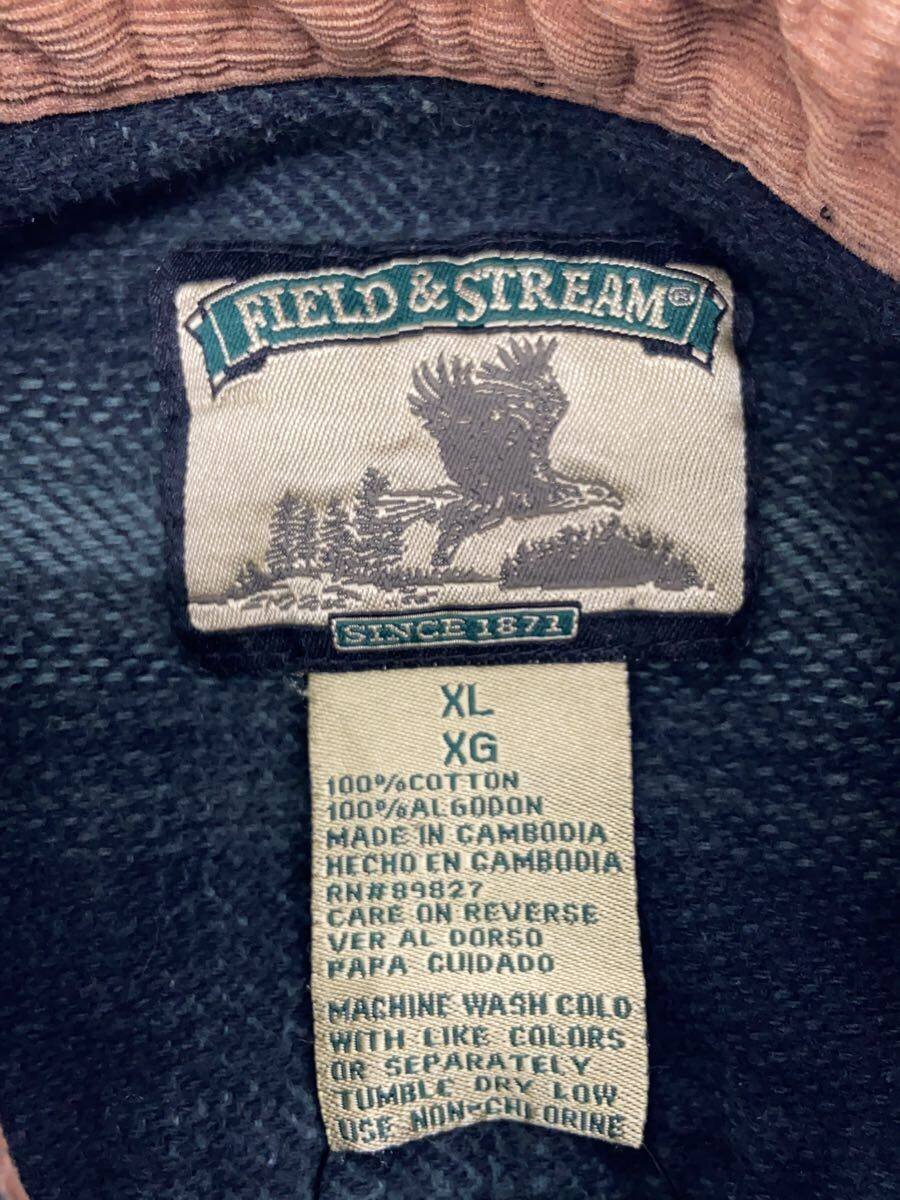 FIELD & STREAM®
SINCE 1871
XL
XG
100%COTTON
100%ALGODON
MADE IN CAMBODIA
HECHO EN CAMBODIA
RN#89827
CARE ON REVERSE
VER AL DORSO
PAPA CUIDADO
MACHINE WASH COLD
WITH LIKE COLORS
OR SEPARATELY
TUMBLE DRY LOW
USE NON-CHLORINE